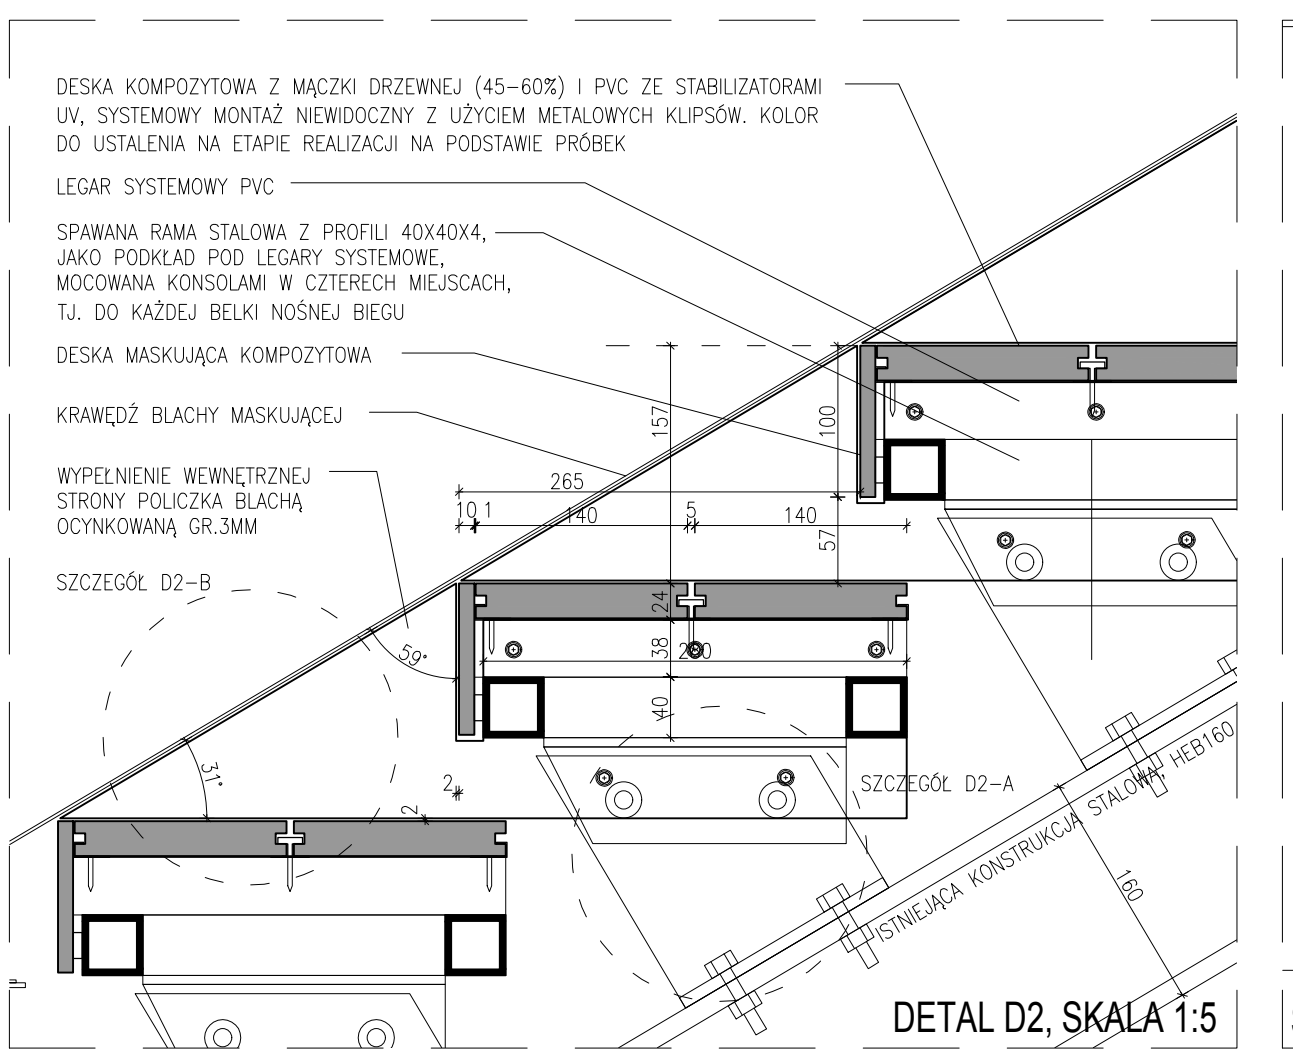 DESKA KOMPOZYTOWA Z MĄCZKI DRZEWNEJ (45-60%) I PVC ZE STABILIZATORAMI
UV, SYSTEMOWY MONTAŻ NIEWIDOCZNY Z UŻYCIEM METALOWYCH KLIPSÓW. KOLOR
DO USTALENIA NA ETAPIE REALIZACJI NA PODSTAWIE PRÓBEK
LEGAR SYSTEMOWY PVC
SPAWANA RAMA STALOWA Z PROFILI 40X40X4,
JAKO PODKŁAD POD LEGARY SYSTEMOWE,
MOCOWANA KONSOLAMI W CZTERECH MIEJSCACH,
TJ. DO KAŻDEJ BELKI NOŚNEJ BIEGU
DESKA MASKUJĄCA KOMPOZYTOWA
KRAWĘDŹ BLACHY MASKUJĄCEJ
WYPEŁNIENIE WEWNĘTRZNEJ
STRONY POLICZKA BLACHĄ
OCYNKOWANĄ GR.3MM
SZCZEGÓŁ D2-B
157
100
265
10 1 140 5 140
57
24
38
40
59°
31°
2
2
SZCZEGÓŁ D2-A
ISTNIEJĄCA KONSTRUKCJA STALOWA, HEB160
160
DETAL D2, SKALA 1:5